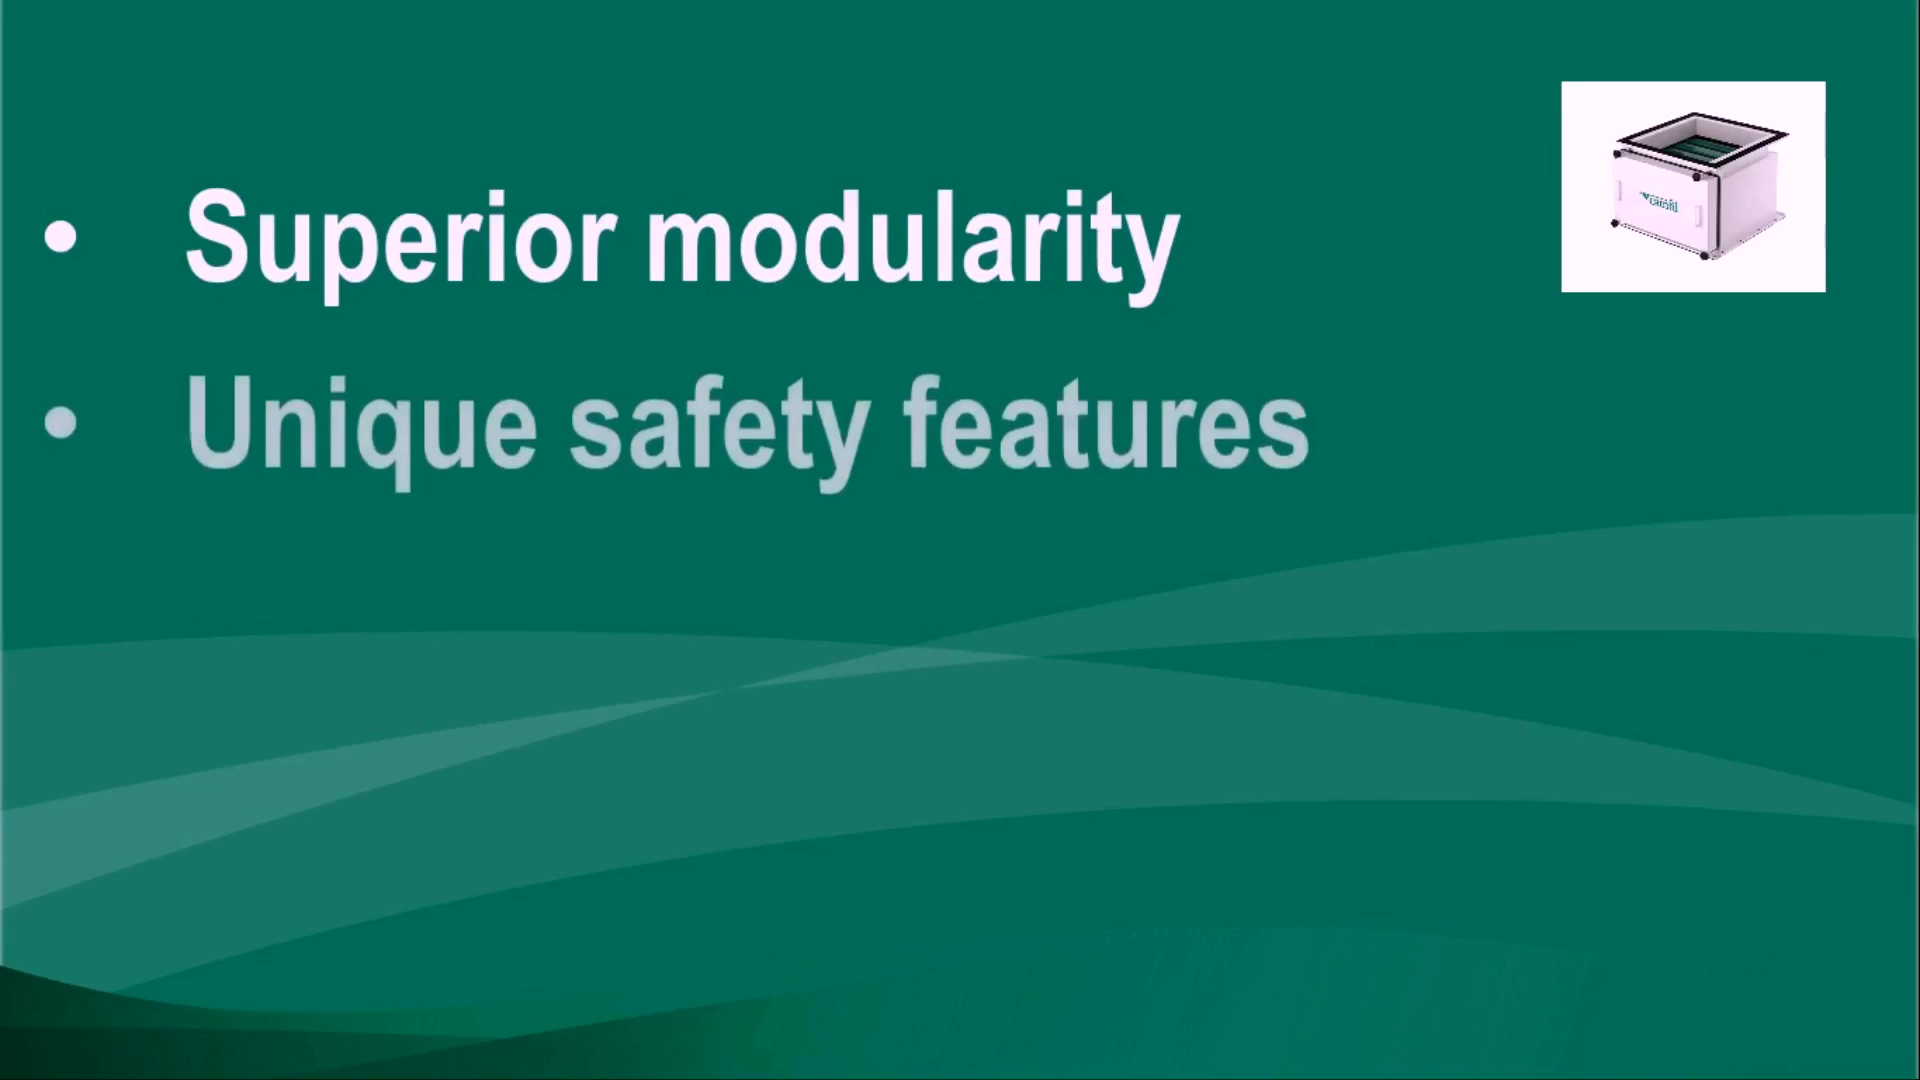 • Superior modularity
• Unique safety features